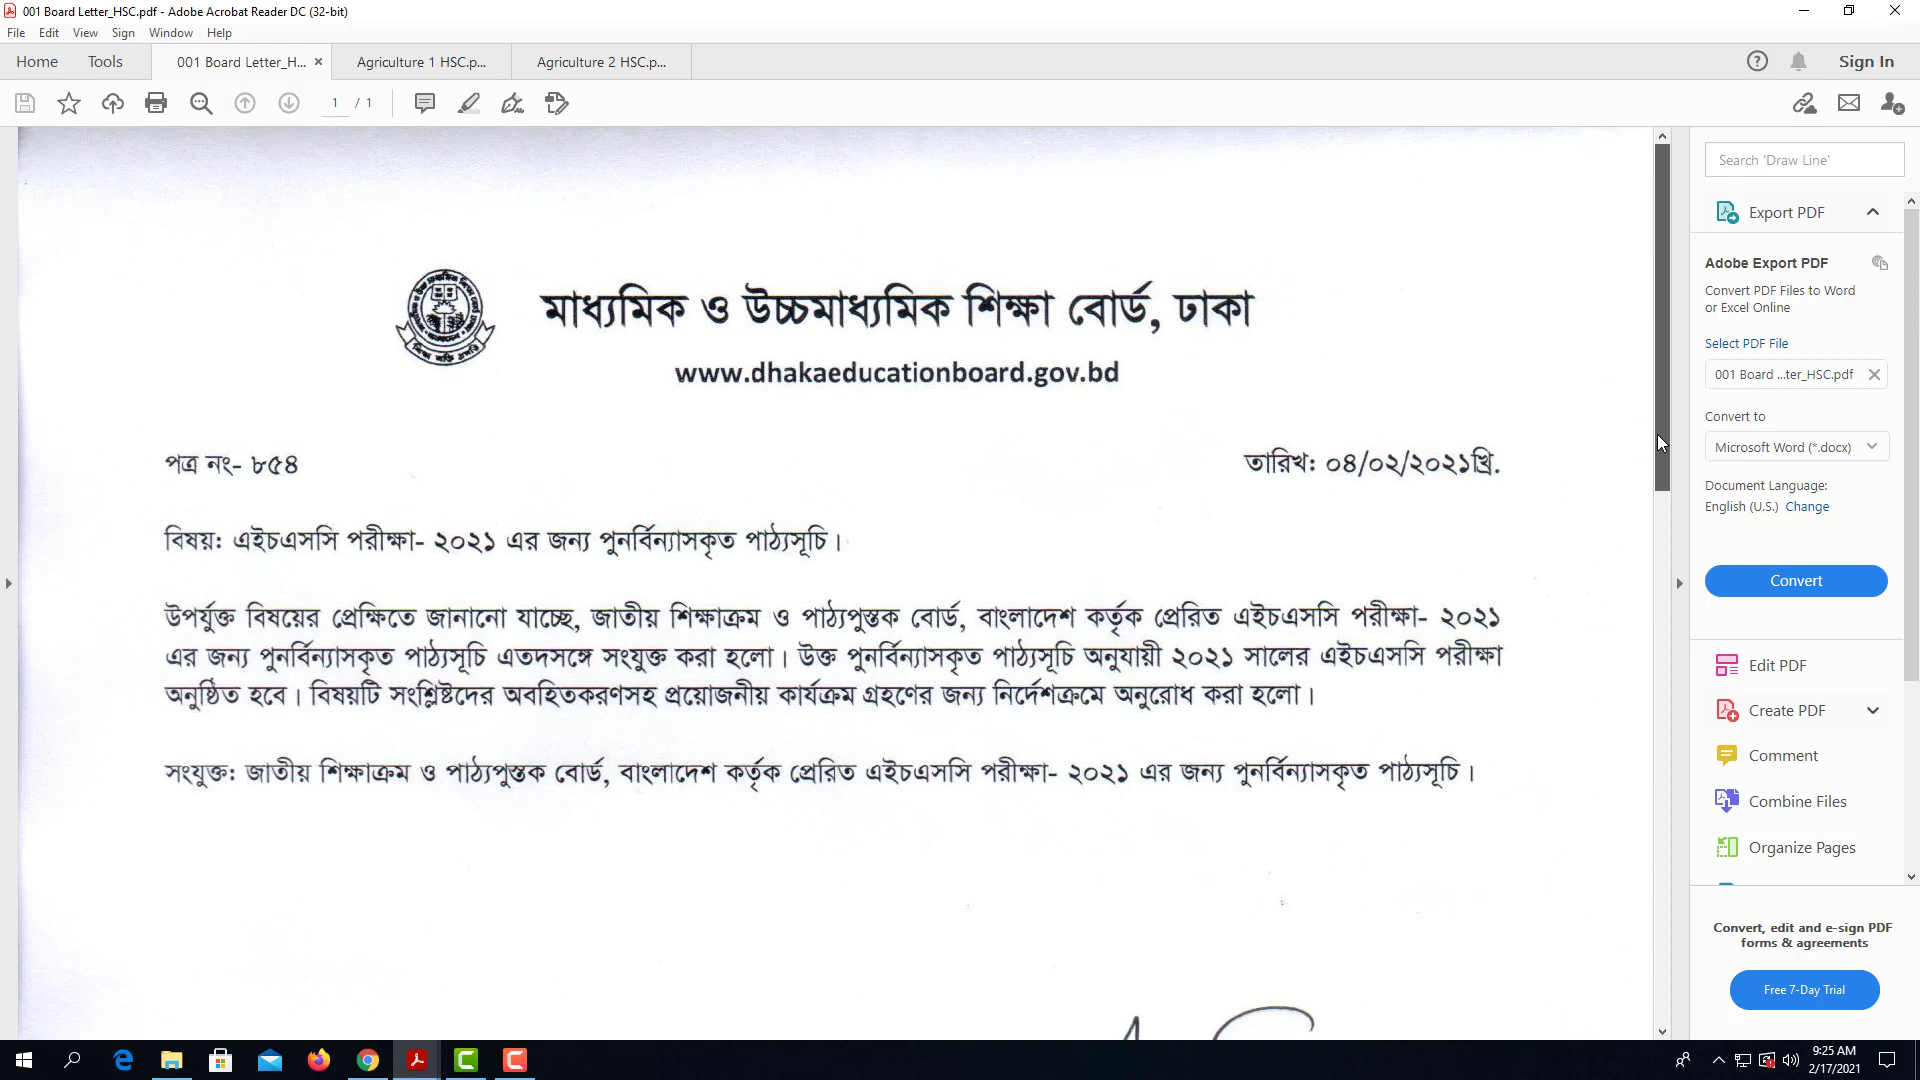 001 Board Letter_HSC.pdf - Adobe Acrobat Reader DC (32-bit)
File Edit View Sign Window Help
Home Tools 001 Board Letter_H... Agriculture 1 HSC.p... Agriculture 2 HSC.p... Sign In
1 / 1
Search 'Draw Line'
Export PDF
Adobe Export PDF
Convert PDF Files to Word
or Excel Online
Select PDF File
001 Board ...ter_HSC.pdf
Convert to
Microsoft Word (*.docx)
Document Language:
English (U.S.) Change
Convert
Edit PDF
Create PDF
Comment
Combine Files
Organize Pages
Convert, edit and e-sign PDF
forms & agreements
Free 7-Day Trial
মাধ্যমিক ও উচ্চমাধ্যমিক শিক্ষা বোর্ড, ঢাকা
www.dhakaeducationboard.gov.bd
পত্র নং- ৮৫৪ তারিখ: ০৪/০২/২০২১খ্রি.
বিষয়: এইচএসসি পরীক্ষা- ২০২১ এর জন্য পুনর্বিন্যাসকৃত পাঠ্যসূচি।
উপর্যুক্ত বিষয়ের প্রেক্ষিতে জানানো যাচ্ছে, জাতীয় শিক্ষাক্রম ও পাঠ্যপুস্তক বোর্ড, বাংলাদেশ কর্তৃক প্রেরিত এইচএসসি পরীক্ষা- ২০২১
এর জন্য পুনর্বিন্যাসকৃত পাঠ্যসূচি এতদসঙ্গে সংযুক্ত করা হলো। উক্ত পুনর্বিন্যাসকৃত পাঠ্যসূচি অনুযায়ী ২০২১ সালের এইচএসসি পরীক্ষা
অনুষ্ঠিত হবে। বিষয়টি সংশ্লিষ্টদের অবহিতকরণসহ প্রয়োজনীয় কার্যক্রম গ্রহণের জন্য নির্দেশক্রমে অনুরোধ করা হলো।
সংযুক্ত: জাতীয় শিক্ষাক্রম ও পাঠ্যপুস্তক বোর্ড, বাংলাদেশ কর্তৃক প্রেরিত এইচএসসি পরীক্ষা- ২০২১ এর জন্য পুনর্বিন্যাসকৃত পাঠ্যসূচি।
9:25 AM
2/17/2021